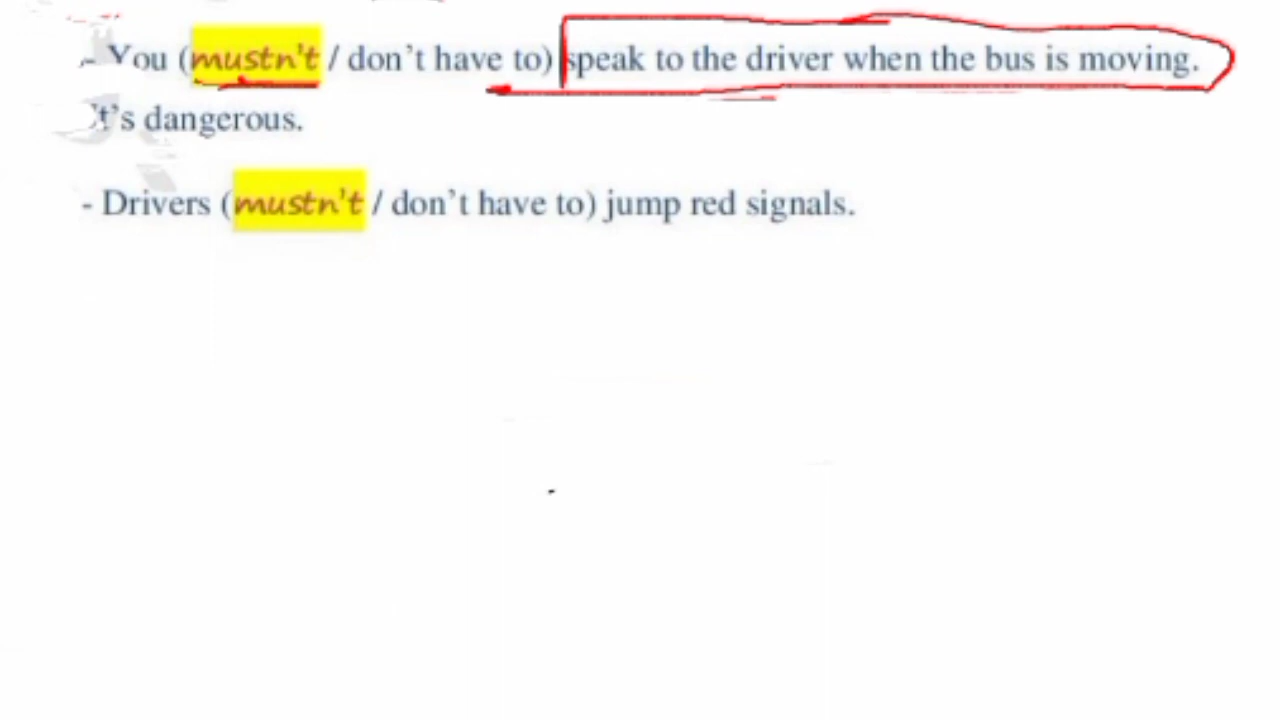 - You (mustn't / don't have to) speak to the driver when the bus is moving.
It's dangerous.
- Drivers (mustn't / don't have to) jump red signals.